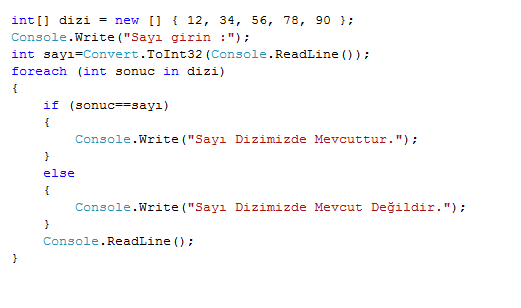 int[] dizi = new [] { 12, 34, 56, 78, 90 };
Console.Write("Sayı girin :");
int sayı=Convert.ToInt32(Console.ReadLine());
foreach (int sonuc in dizi)
{
    if (sonuc==sayı)
    {
        Console.Write("Sayı Dizimizde Mevcuttur.");
    }
    else
    {
        Console.Write("Sayı Dizimizde Mevcut Değildir.");
    }
    Console.ReadLine();
}